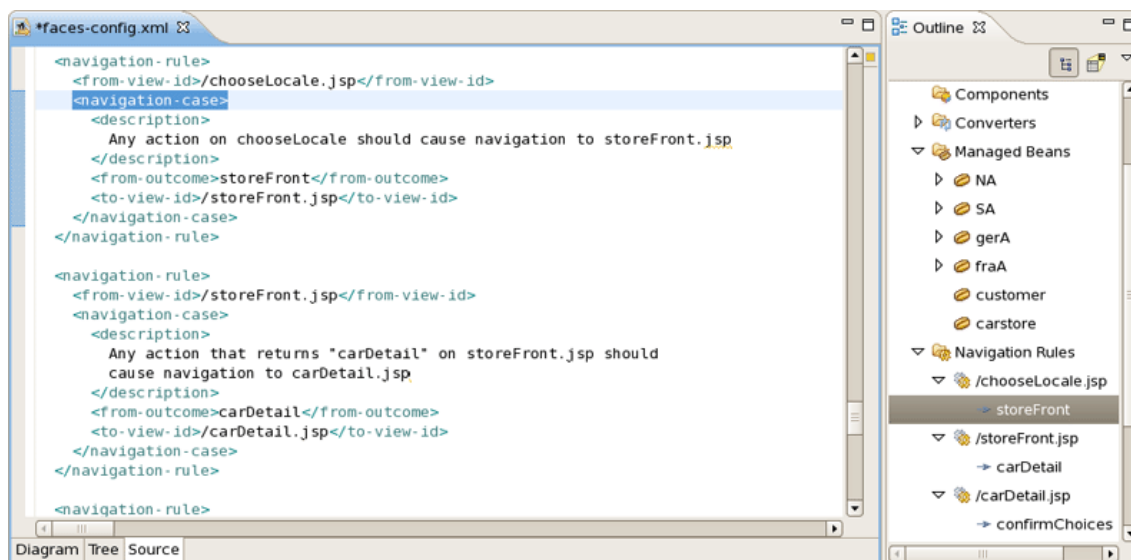 *faces-config.xml
<navigation-rule>
<from-view-id>/chooseLocale.jsp</from-view-id>
<navigation-case>
<description>
Any action on chooseLocale should cause navigation to storeFront.jsp
</description>
<from-outcome>storeFront</from-outcome>
<to-view-id>/storeFront.jsp</to-view-id>
</navigation-case>
</navigation-rule>
<navigation-rule>
<from-view-id>/storeFront.jsp</from-view-id>
<navigation-case>
<description>
Any action that returns "carDetail" on storeFront.jsp should
cause navigation to carDetail.jsp
</description>
<from-outcome>carDetail</from-outcome>
<to-view-id>/carDetail.jsp</to-view-id>
</navigation-case>
</navigation-rule>
<navigation-rule>
Diagram Tree Source
Outline
Components
Converters
Managed Beans
NA
SA
gerA
fraA
customer
carstore
Navigation Rules
/chooseLocale.jsp
storeFront
/storeFront.jsp
carDetail
/carDetail.jsp
confirmChoices